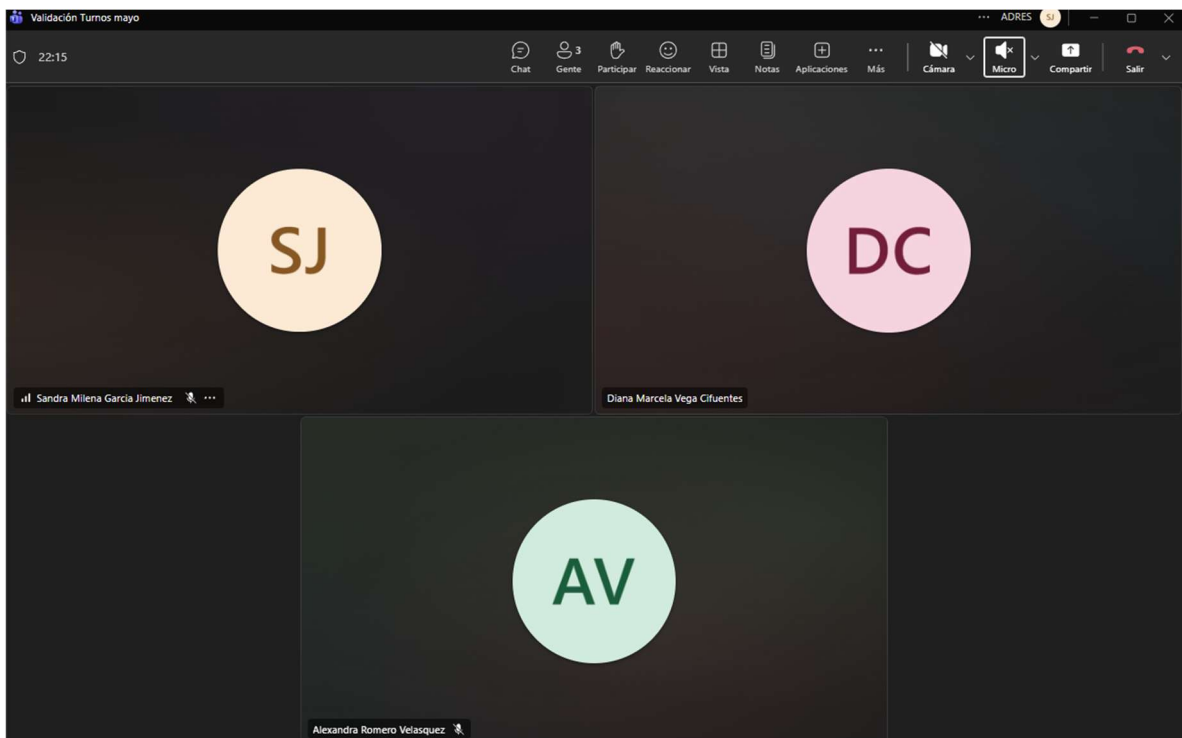 Validación Turnos mayo
··· ADRES SJ
22:15
Chat
Gente 3
Participar
Reaccionar
Vista
Notas
Aplicaciones
Más
Cámara
Micro
Compartir
Salir
SJ
DC
Sandra Milena Garcia Jimenez ···
Diana Marcela Vega Cifuentes
AV
Alexandra Romero Velasquez